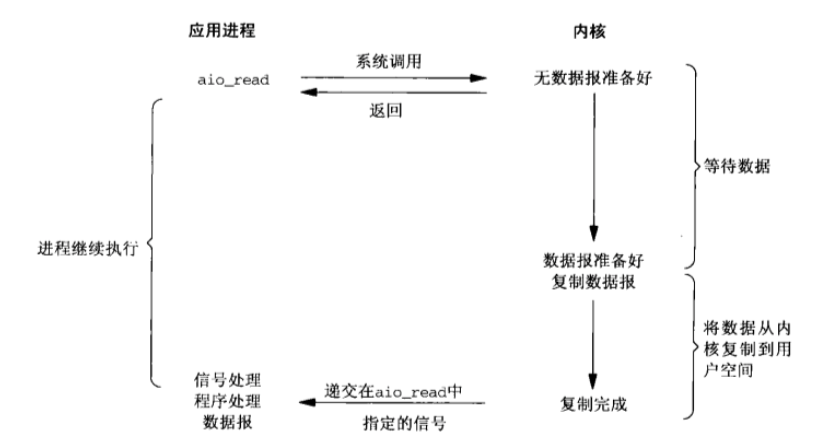 应用进程
内核
系统调用
aio_read
无数据报准备好
返回
等待数据
进程继续执行
数据报准备好
复制数据报
将数据从内
核复制到用
户空间
信号处理
程序处理
数据报
递交在aio_read中
指定的信号
复制完成